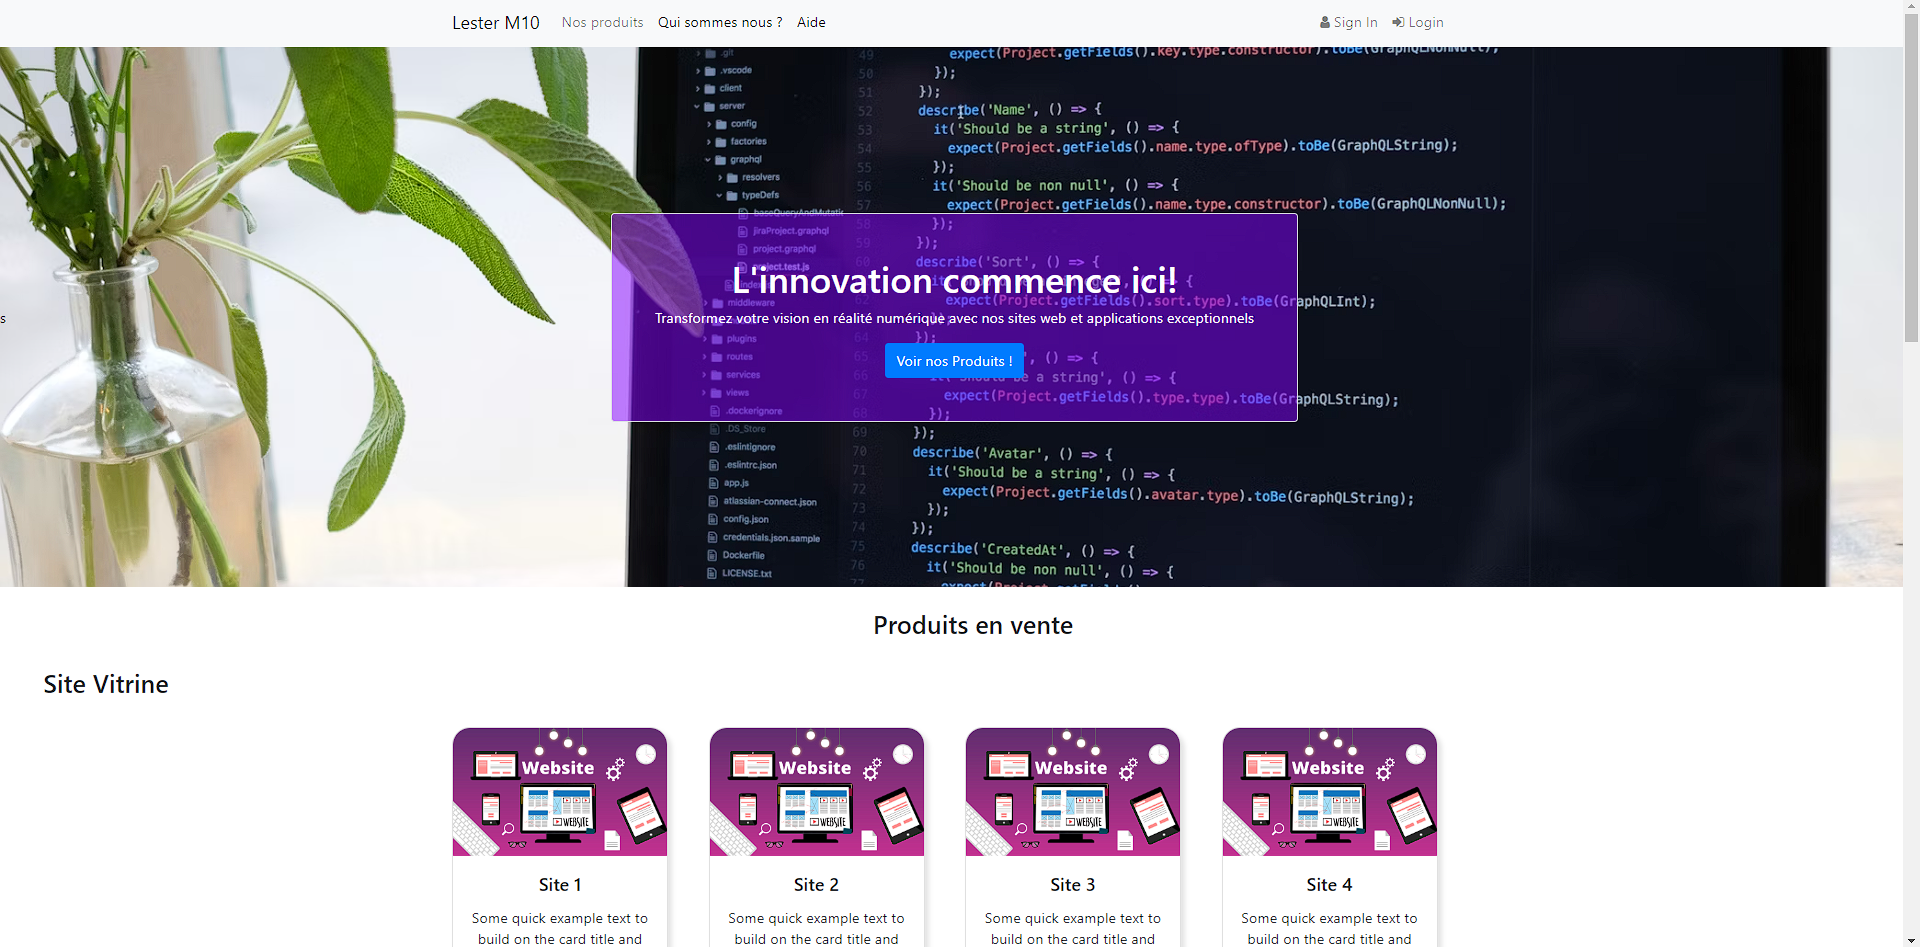 Lester M10 Nos produits Qui sommes nous ? Aide Sign In Login
.git
.vscode
client
server
config
factories
graphql
resolvers
typeDefs
jiraProject.graphql
project.graphql
project.test.js
middleware
plugins
routes
services
views
.dockerignore
.DS_Store
.eslintignore
.eslintrc.json
app.js
atlassian-connect.json
config.json
credentials.json.sample
Dockerfile
LICENSE.txt
49 expect(Project.getFields().key.type.constructor).toBe(GraphQLNonNull);
50 });
51 });
52 describe('Name', () => {
53 it('Should be a string', () => {
54 expect(Project.getFields().name.type.ofType).toBe(GraphQLString);
55 });
56 it('Should be non null', () => {
57 expect(Project.getFields().name.type.constructor).toBe(GraphQLNonNull);
58 });
59 });
60 describe('Sort', () => {
62 expect(Project.getFields().sort.type).toBe(GraphQLInt);
64 });
65 ', () => {
66 it('Should be a string', () => {
67 expect(Project.getFields().type.type).toBe(GraphQLString);
68 });
69 });
70 describe('Avatar', () => {
71 it('Should be a string', () => {
72 expect(Project.getFields().avatar.type).toBe(GraphQLString);
73 });
74 });
75 describe('CreatedAt', () => {
76 it('Should be non null', () => {
77
s
L'innovation commence ici!
Transformez votre vision en réalité numérique avec nos sites web et applications exceptionnels
Voir nos Produits !
Produits en vente
Site Vitrine
Website
WEBSITE
Site 1
Some quick example text to
build on the card title and
Website
WEBSITE
Site 2
Some quick example text to
build on the card title and
Website
WEBSITE
Site 3
Some quick example text to
build on the card title and
Website
WEBSITE
Site 4
Some quick example text to
build on the card title and